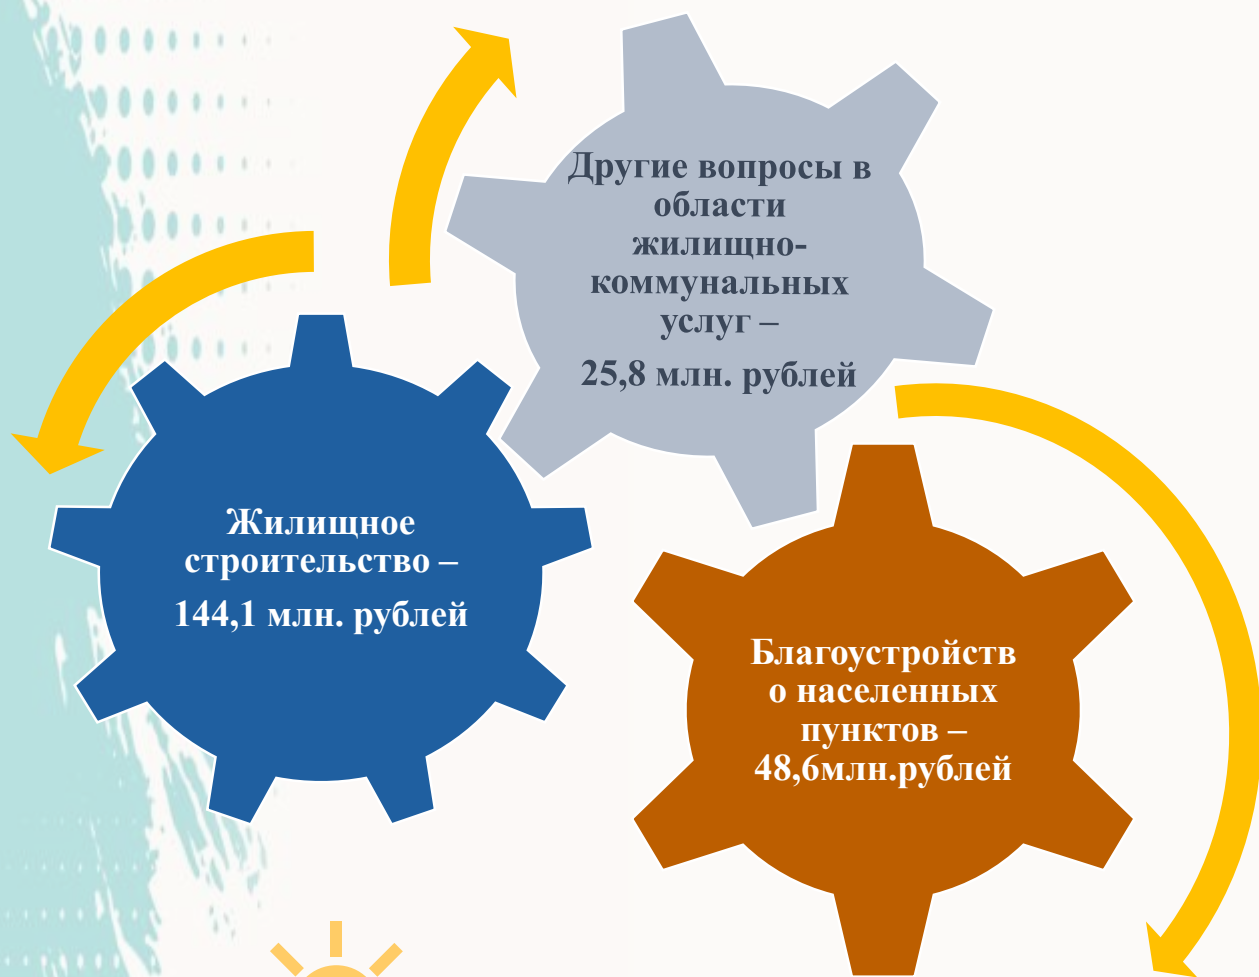 Другие вопросы в
области
жилищно-
коммунальных
услуг –
25,8 млн. рублей
Жилищное
строительство –
144,1 млн. рублей
Благоустройств
о населенных
пунктов –
48,6млн.рублей